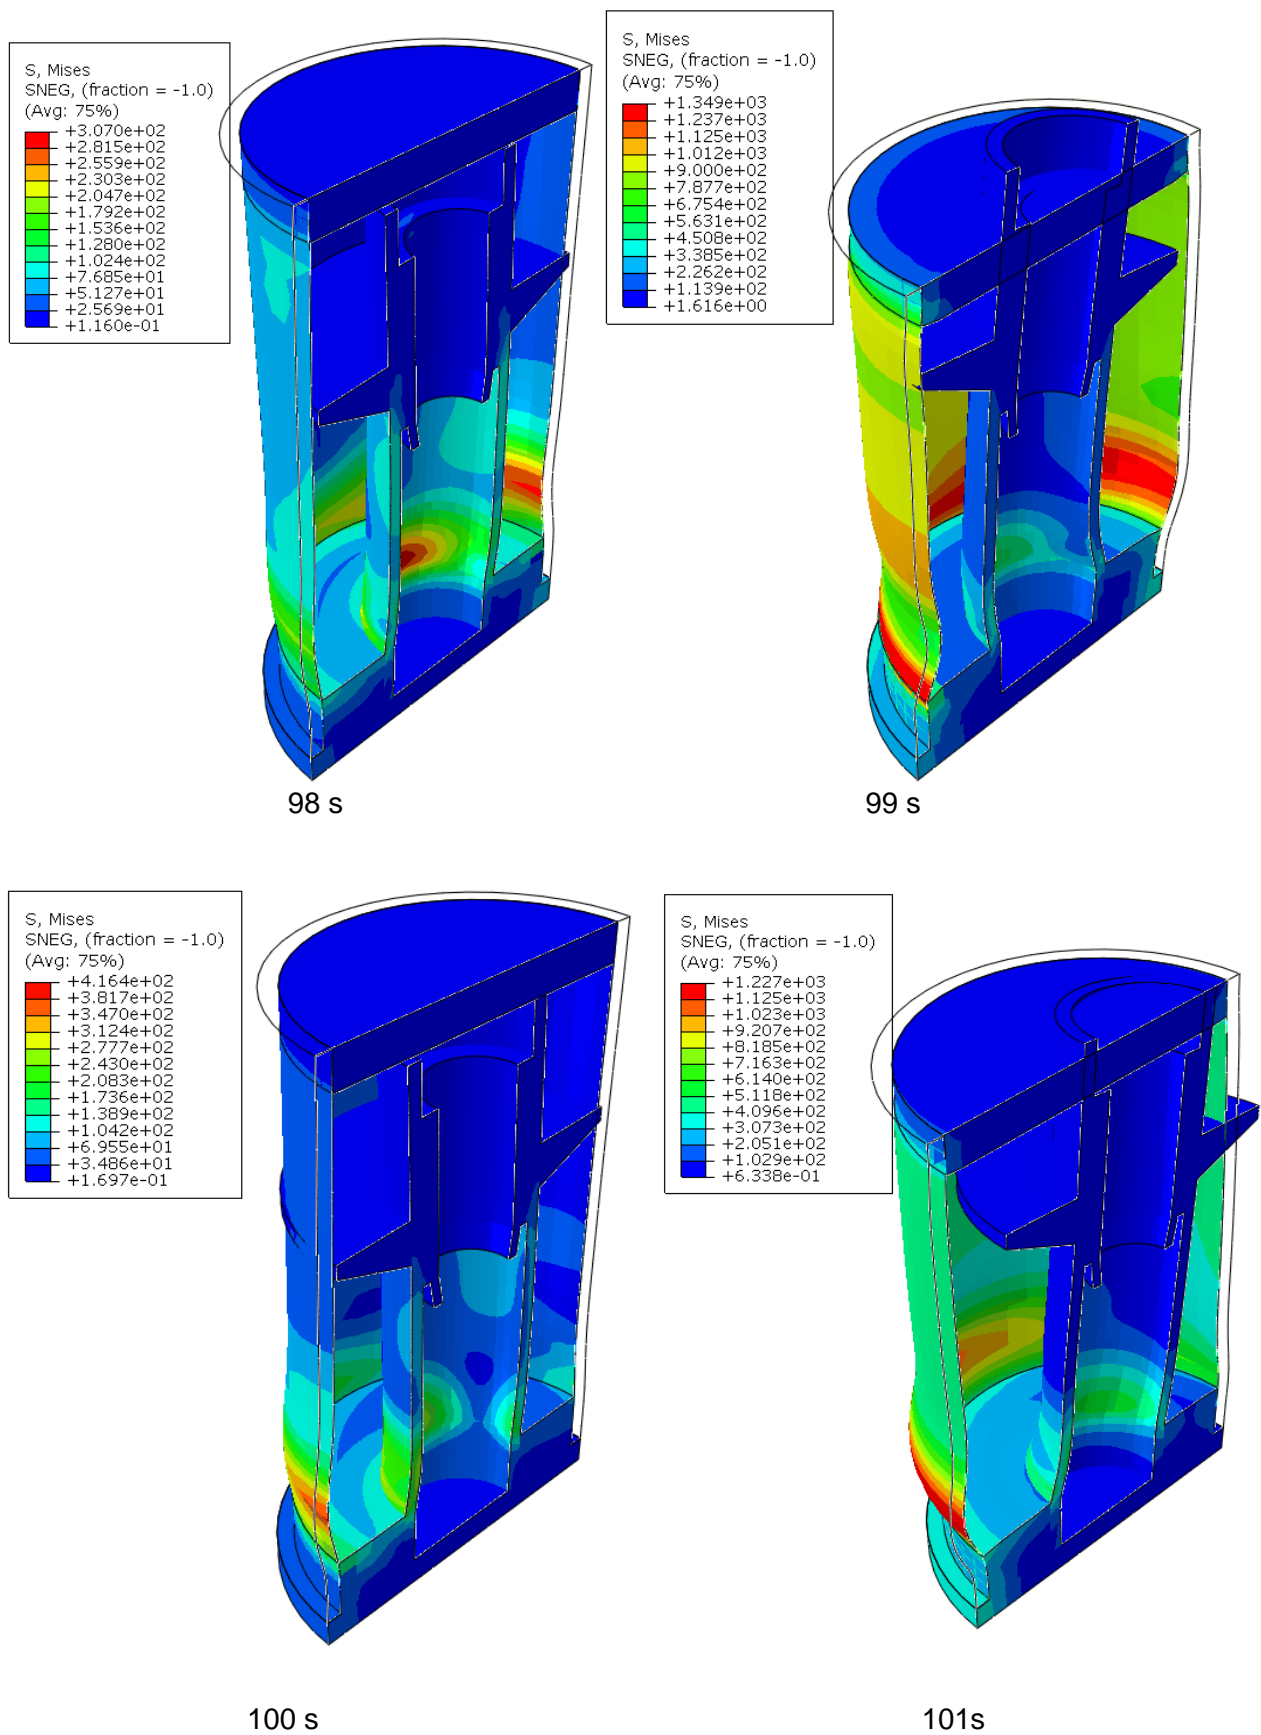 S, Mises
SNEG, (fraction = -1.0)
(Avg: 75%)
+3.070e+02
+2.815e+02
+2.559e+02
+2.303e+02
+2.047e+02
+1.792e+02
+1.536e+02
+1.280e+02
+1.024e+02
+7.685e+01
+5.127e+01
+2.569e+01
+1.160e-01
98 s
S, Mises
SNEG, (fraction = -1.0)
(Avg: 75%)
+1.349e+03
+1.237e+03
+1.125e+03
+1.012e+03
+9.000e+02
+7.877e+02
+6.754e+02
+5.631e+02
+4.508e+02
+3.385e+02
+2.262e+02
+1.139e+02
+1.616e+00
99 s
S, Mises
SNEG, (fraction = -1.0)
(Avg: 75%)
+4.164e+02
+3.817e+02
+3.470e+02
+3.124e+02
+2.777e+02
+2.430e+02
+2.083e+02
+1.736e+02
+1.389e+02
+1.042e+02
+6.955e+01
+3.486e+01
+1.697e-01
100 s
S, Mises
SNEG, (fraction = -1.0)
(Avg: 75%)
+1.227e+03
+1.125e+03
+1.023e+03
+9.207e+02
+8.185e+02
+7.163e+02
+6.140e+02
+5.118e+02
+4.096e+02
+3.073e+02
+2.051e+02
+1.029e+02
+6.338e-01
101s